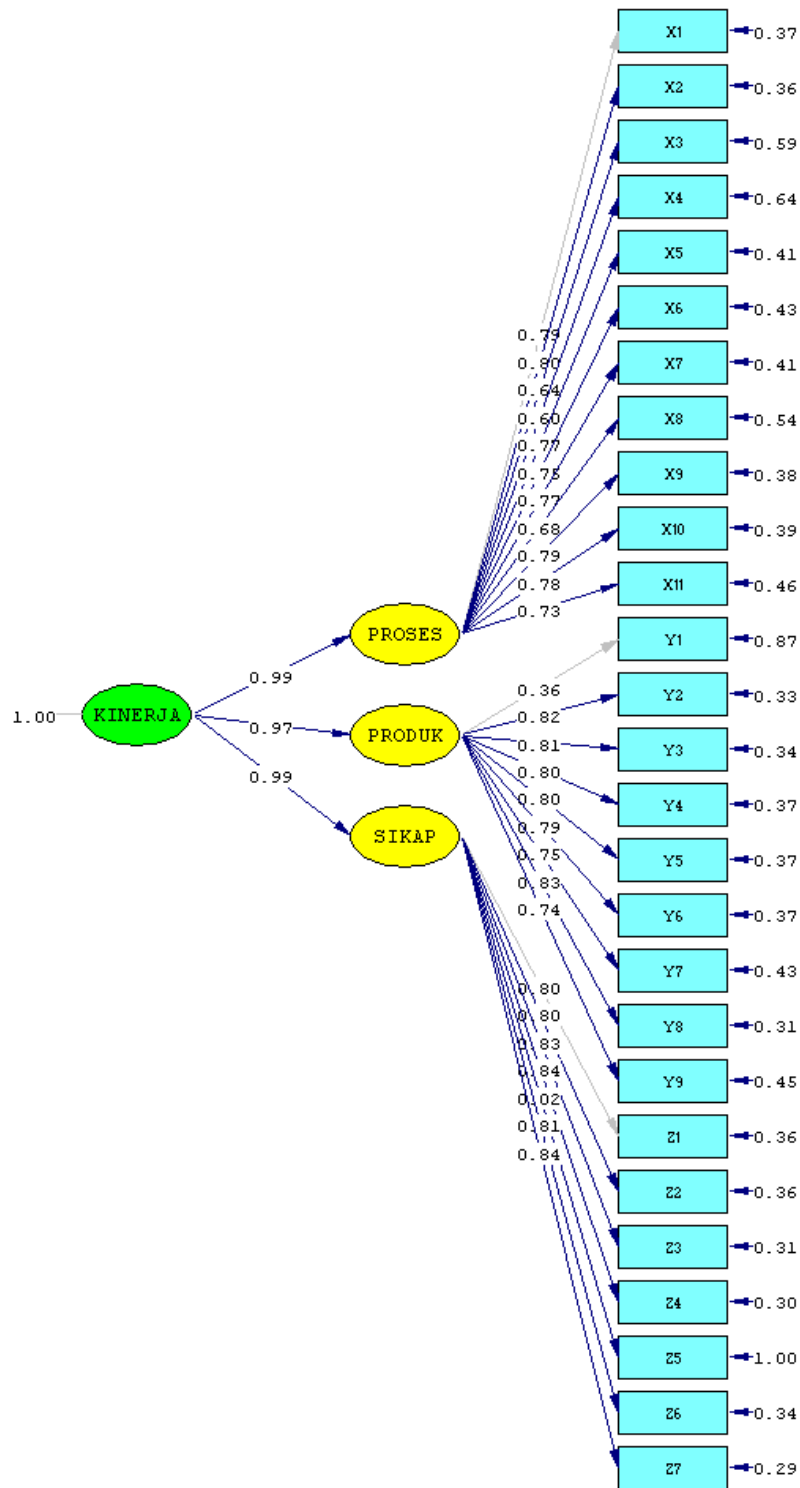 X1 0.37
X2 0.36
X3 0.59
X4 0.64
X5 0.41
X6 0.43
X7 0.41
X8 0.54
X9 0.38
X10 0.39
X11 0.46
0.79
0.80
0.64
0.60
0.77
0.75
0.77
0.68
0.79
0.78
0.73
PROSES
0.99
1.00 KINERJA
0.97
PRODUK
0.99
SIKAP
Y1 0.87
Y2 0.33
Y3 0.34
Y4 0.37
Y5 0.37
Y6 0.37
Y7 0.43
Y8 0.31
Y9 0.45
0.36
0.82
0.81
0.80
0.80
0.79
0.75
0.83
0.74
Z1 0.36
Z2 0.36
Z3 0.31
Z4 0.30
Z5 1.00
Z6 0.34
Z7 0.29
0.80
0.80
0.83
0.84
0.02
0.81
0.84